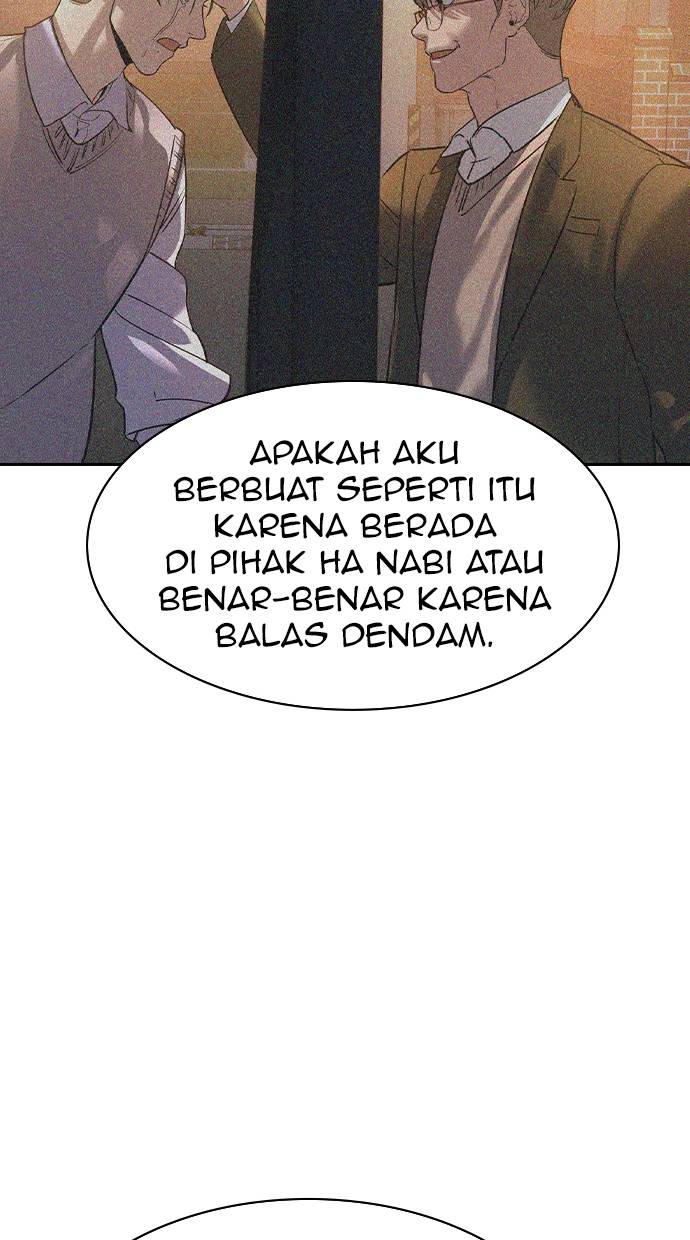 APAKAH AKU
BERBUAT SEPERTI ITU
KARENA BERADA
DI PIHAK HA NABI ATAU
BENAR-BENAR KARENA
BALAS DENDAM.